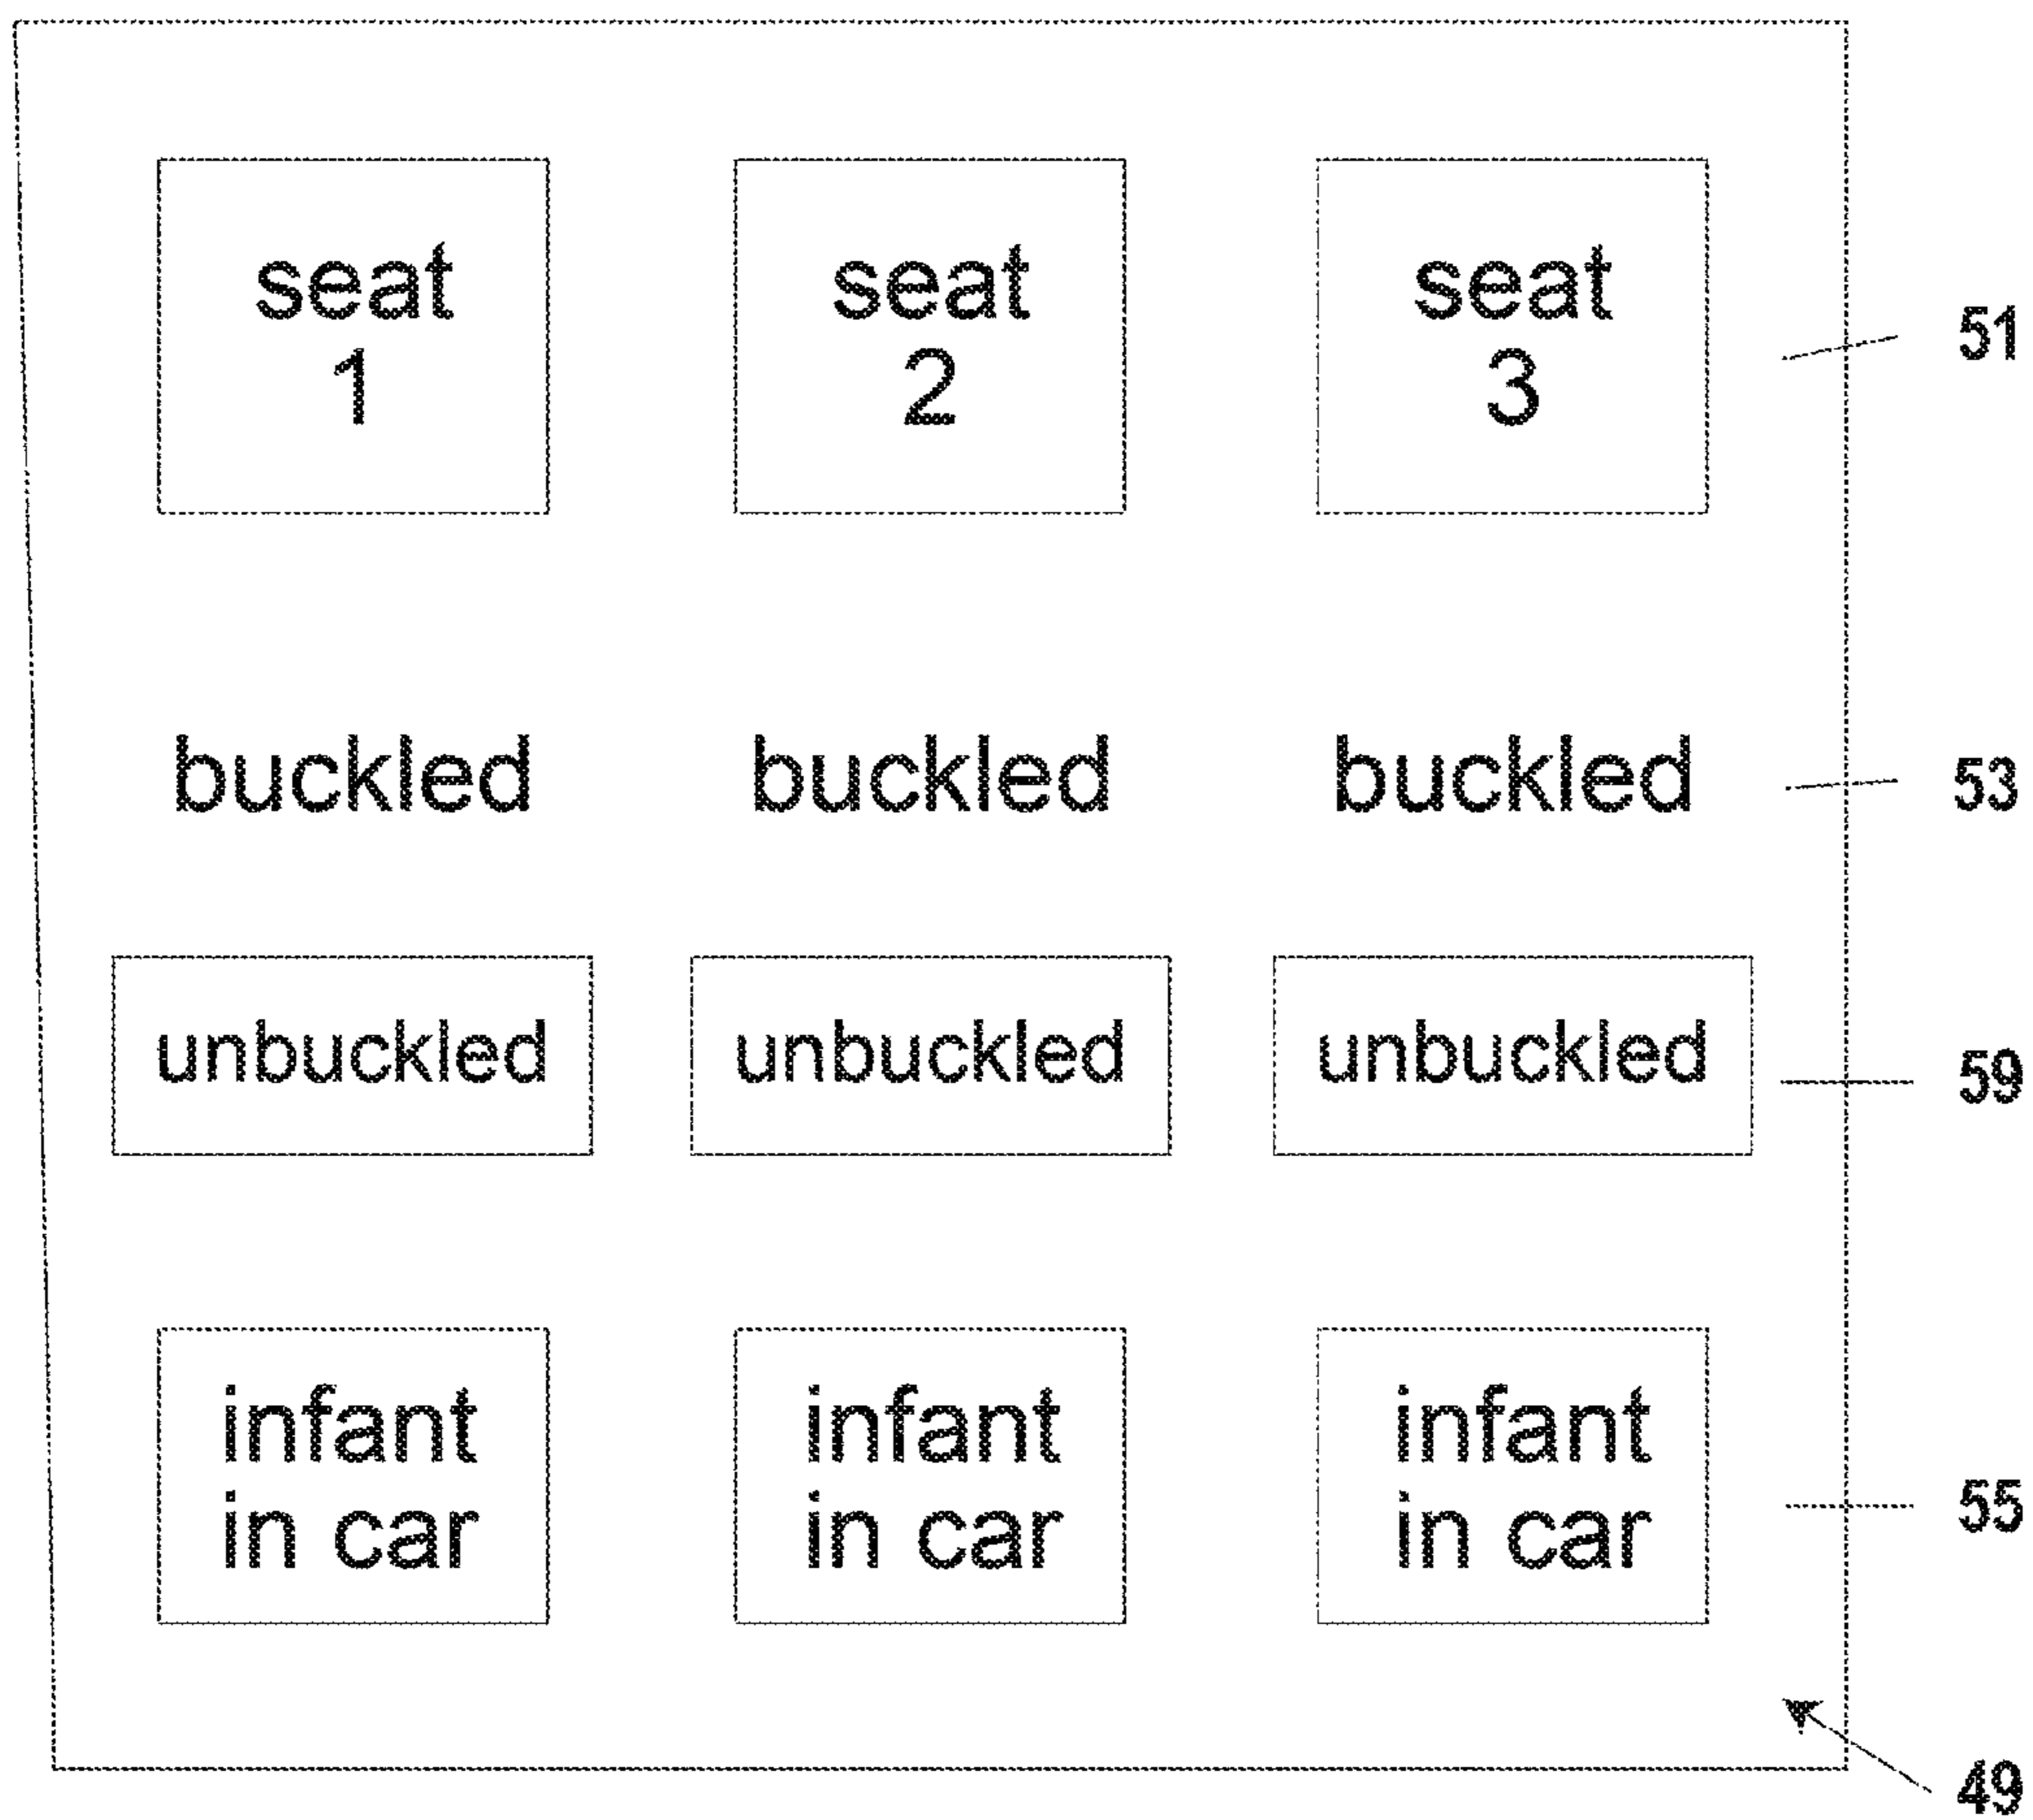 seat seat seat
1 2 3
51
buckled buckled buckled 53
unbuckled unbuckled unbuckled 59
infant infant infant
in car in car in car
55
49